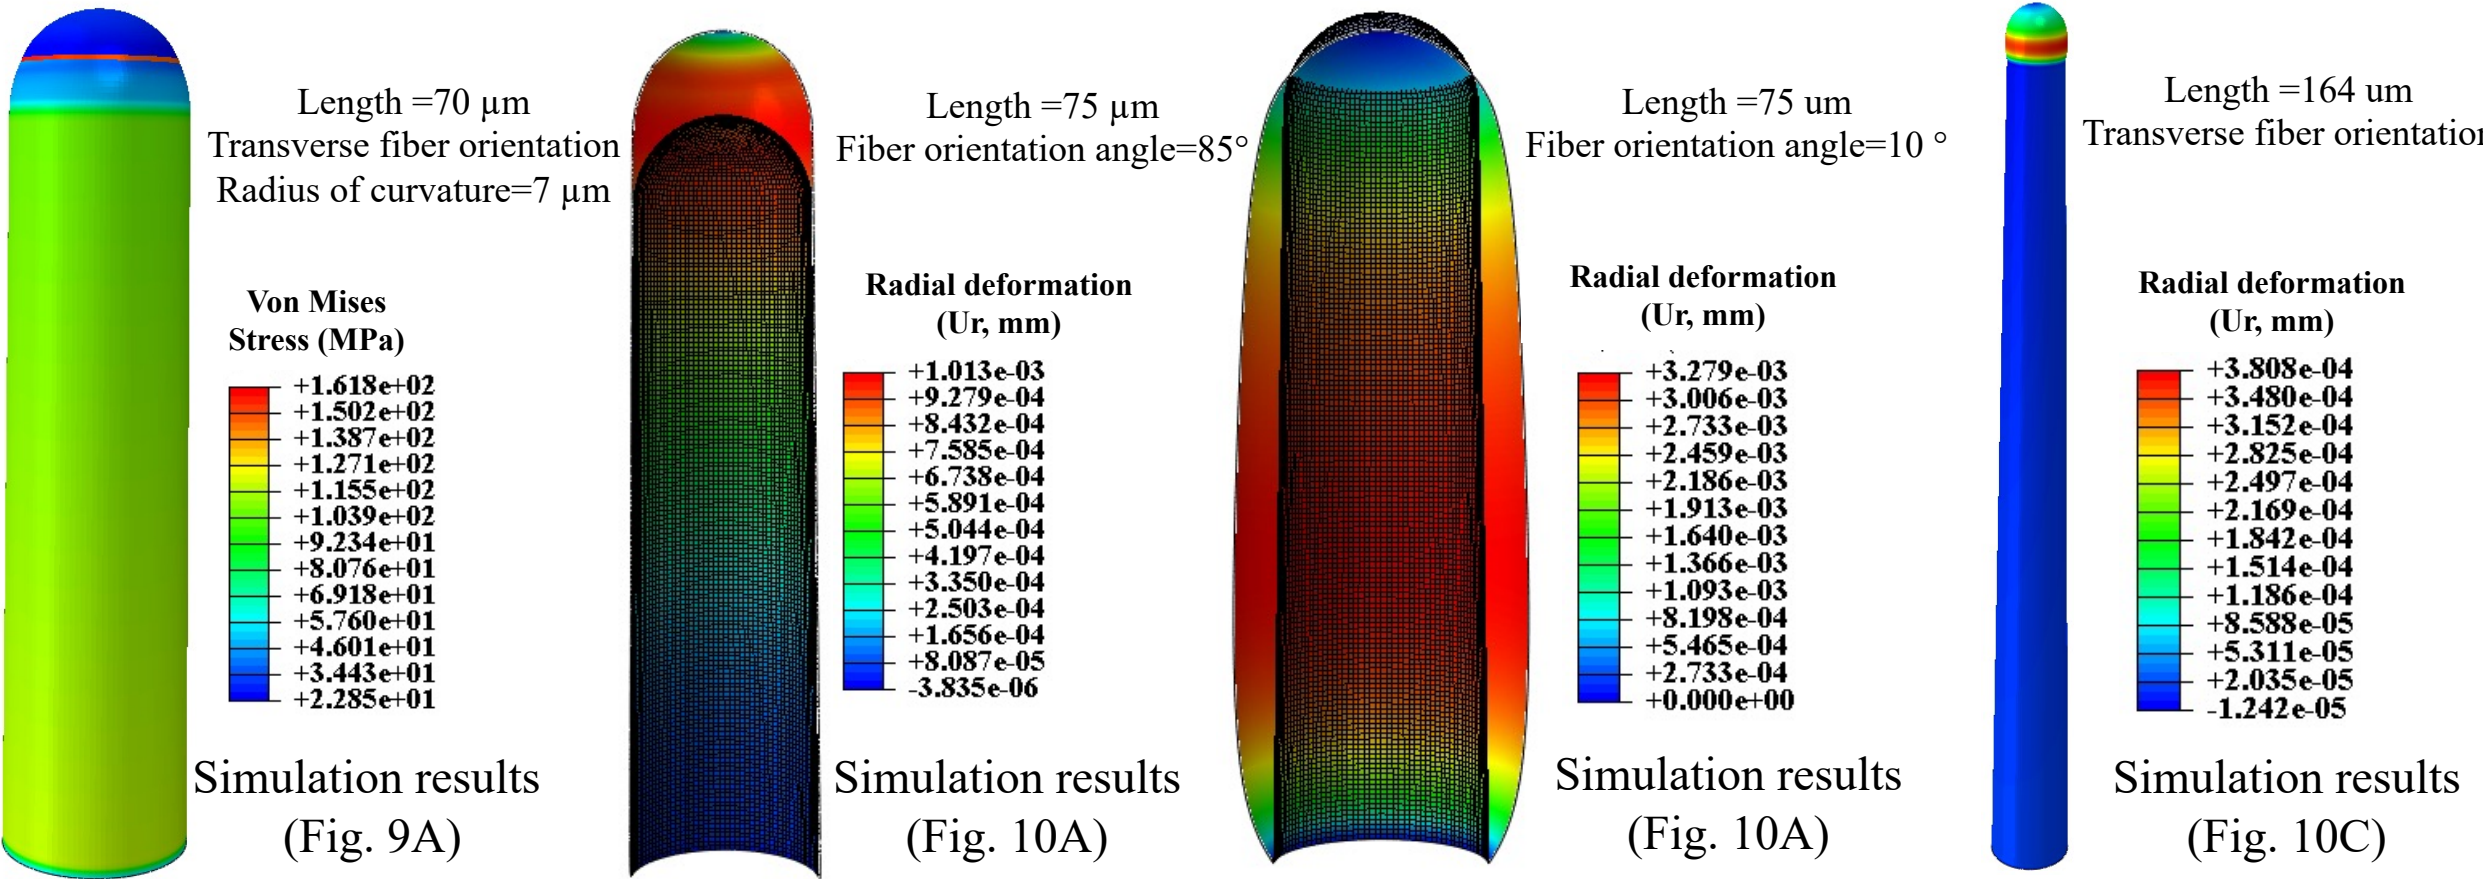 Length =70 µm
Transverse fiber orientation
Radius of curvature=7 µm
Von Mises
Stress (MPa)
+1.618e+02
+1.502e+02
+1.387e+02
+1.271e+02
+1.155e+02
+1.039e+02
+9.234e+01
+8.076e+01
+6.918e+01
+5.760e+01
+4.601e+01
+3.443e+01
+2.285e+01
Simulation results
(Fig. 9A)
Length =75 µm
Fiber orientation angle=85°
Radial deformation
(Ur, mm)
+1.013e-03
+9.279e-04
+8.432e-04
+7.585e-04
+6.738e-04
+5.891e-04
+5.044e-04
+4.197e-04
+3.350e-04
+2.503e-04
+1.656e-04
+8.087e-05
-3.835e-06
Simulation results
(Fig. 10A)
Length =75 um
Fiber orientation angle=10 °
Radial deformation
(Ur, mm)
+3.279e-03
+3.006e-03
+2.733e-03
+2.459e-03
+2.186e-03
+1.913e-03
+1.640e-03
+1.366e-03
+1.093e-03
+8.198e-04
+5.465e-04
+2.733e-04
+0.000e+00
Simulation results
(Fig. 10A)
Length =164 um
Transverse fiber orientation
Radial deformation
(Ur, mm)
+3.808e-04
+3.480e-04
+3.152e-04
+2.825e-04
+2.497e-04
+2.169e-04
+1.842e-04
+1.514e-04
+1.186e-04
+8.588e-05
+5.311e-05
+2.035e-05
-1.242e-05
Simulation results
(Fig. 10C)